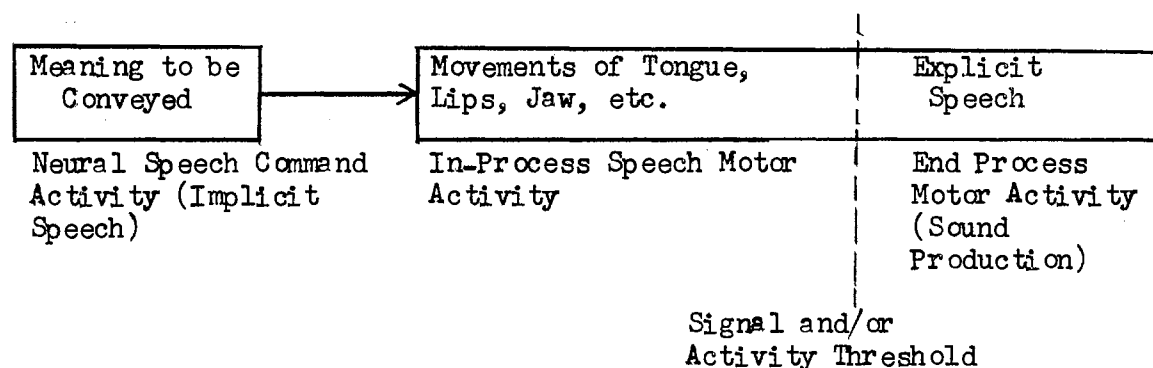 Meaning to be
Conveyed
Movements of Tongue,
Lips, Jaw, etc.
Explicit
Speech
Neural Speech Command
Activity (Implicit
Speech)
In-Process Speech Motor
Activity
End Process
Motor Activity
(Sound
Production)
Signal and/or
Activity Threshold